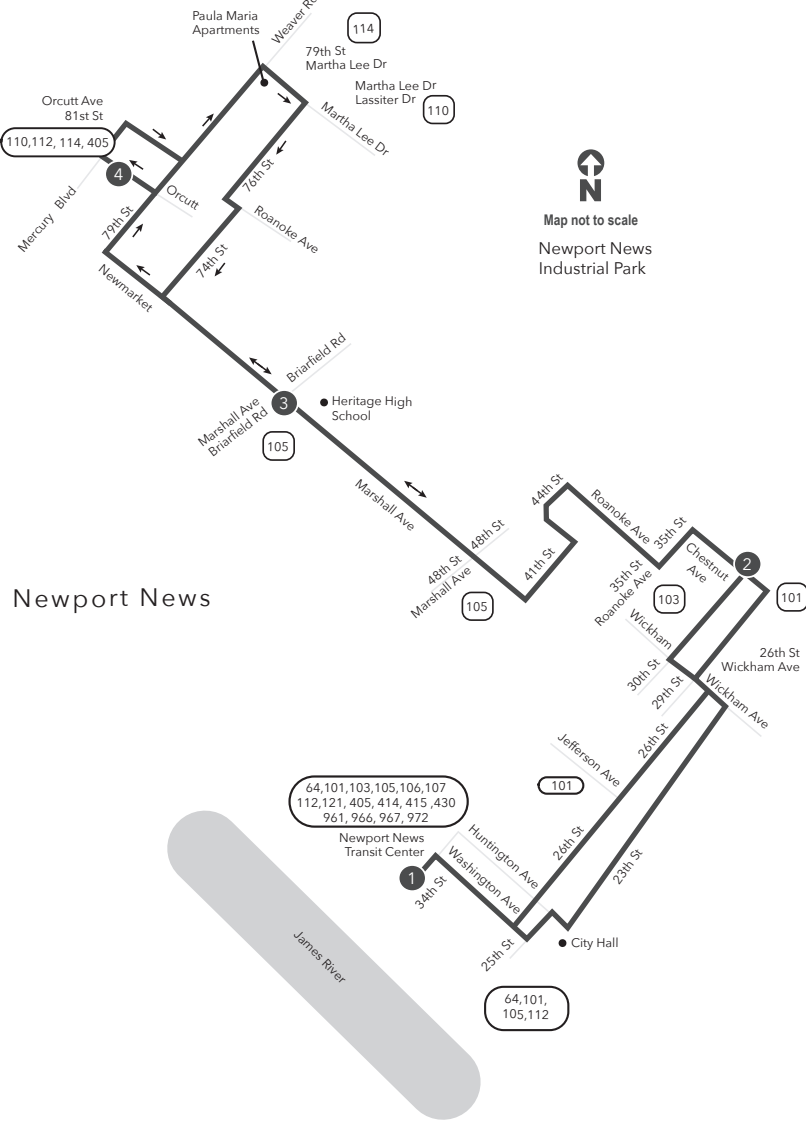 Weaver Rd
Paula Maria
Apartments
114
79th St
Martha Lee Dr
Martha Lee Dr
Lassiter Dr
110
Orcutt Ave
81st St
110,112, 114, 405
Martha Lee Dr
4
Mercury Blvd
Orcutt
79th St
76th St
Roanoke Ave
74th St
Newmarket
N
Map not to scale
Newport News
Industrial Park
Briarfield Rd
3
Heritage High
School
Marshall Ave
Briarfield Rd
105
Marshall Ave
48th St
48th St
Marshall Ave
105
41th St
44th St
Roanoke Ave
35th St
35th St
Roanoke Ave
103
Chestnut
Ave
2
101
Newport News
Wickham
30th St
29th St
26th St
Wickham Ave
Wickham Ave
26th St
Jefferson Ave
101
64,101,103,105,106,107
112,121, 405, 414, 415 ,430
961, 966, 967, 972
Newport News
Transit Center
1
34th St
Huntington Ave
Washington Ave
26th St
23th St
25th St
City Hall
James River
64,101,
105,112